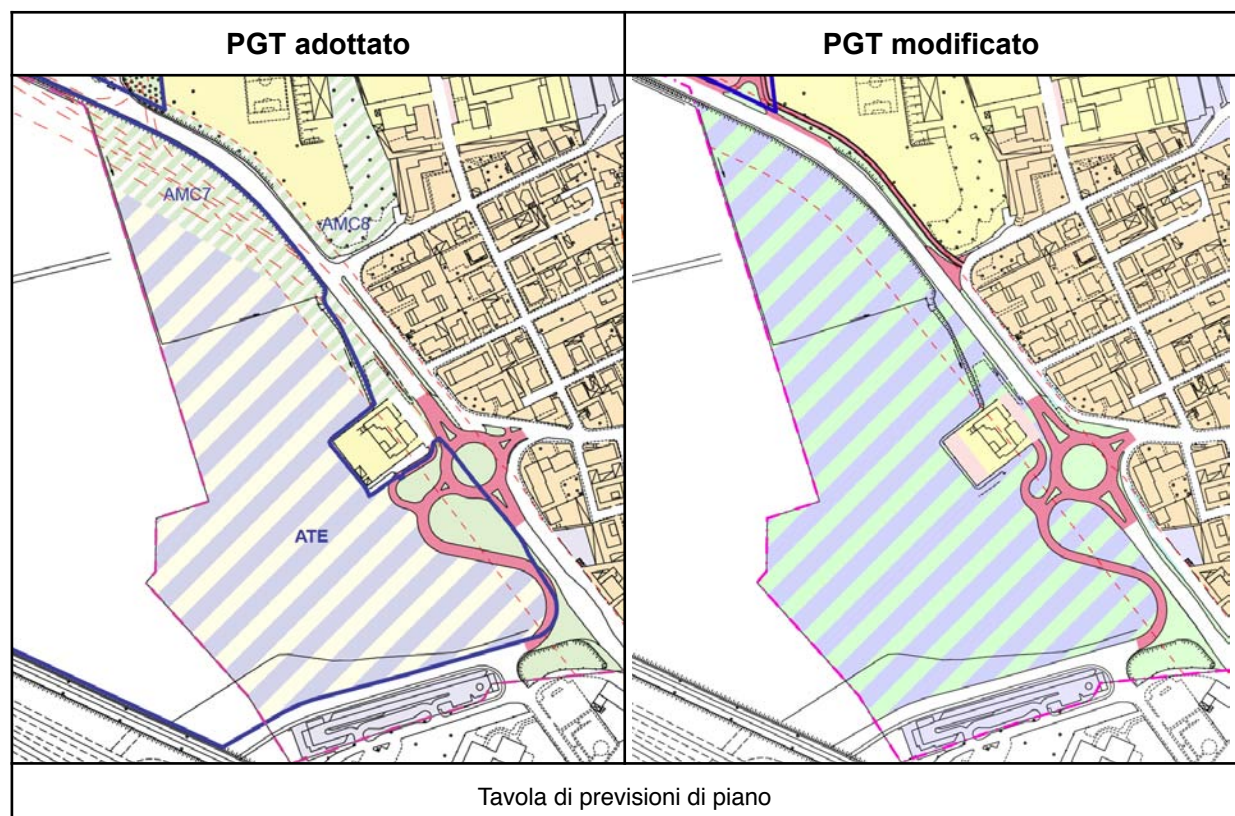 PGT adottato
PGT modificato
AMC7
AMC8
ATE
Tavola di previsioni di piano